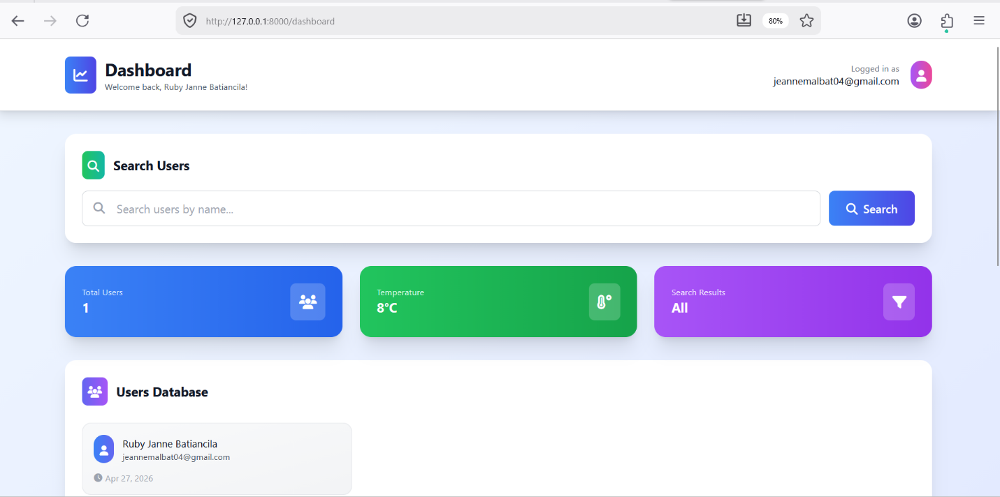 http://127.0.0.1:8000/dashboard
80%
Dashboard
Welcome back, Ruby Janne Batiancila!
Logged in as
jeannemalbat04@gmail.com
Search Users
Search users by name...
Search
Total Users
1
Temperature
8°C
Search Results
All
Users Database
Ruby Janne Batiancila
jeannemalbat04@gmail.com
Apr 27, 2026